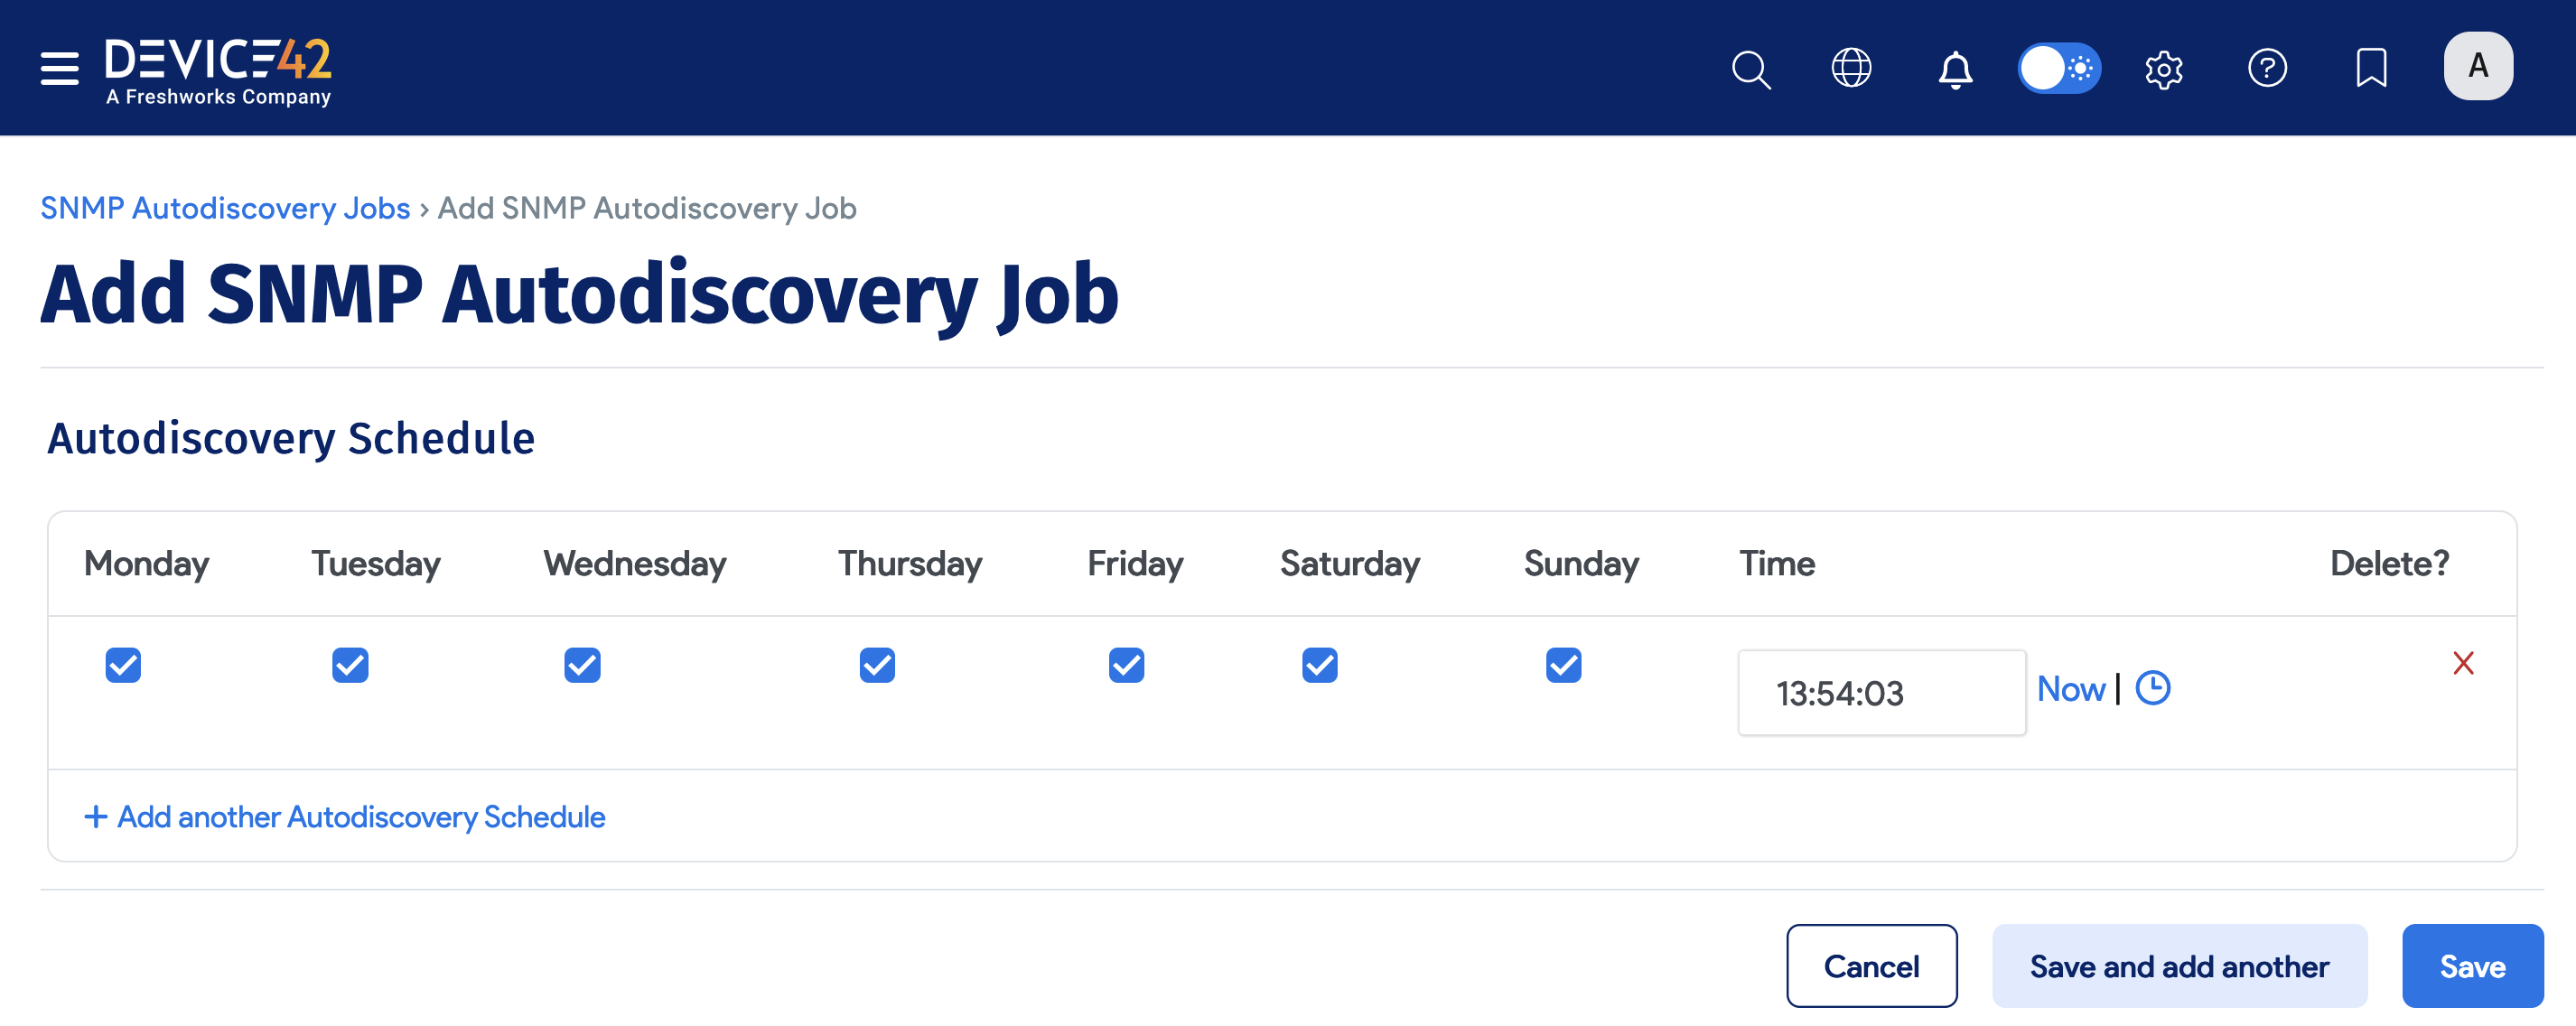 DEVICE42
A Freshworks Company
A
SNMP Autodiscovery Jobs › Add SNMP Autodiscovery Job
Add SNMP Autodiscovery Job
Autodiscovery Schedule
Monday Tuesday Wednesday Thursday Friday Saturday Sunday Time Delete?
13:54:03 Now |
+ Add another Autodiscovery Schedule
Cancel Save and add another Save